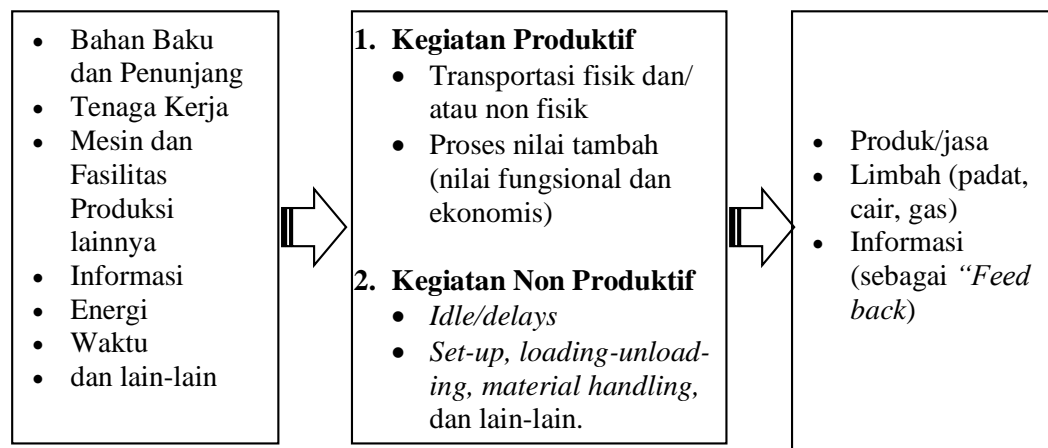 • Bahan Baku
dan Penunjang
• Tenaga Kerja
• Mesin dan
Fasilitas
Produksi
lainnya
• Informasi
• Energi
• Waktu
• dan lain-lain
1. Kegiatan Produktif
• Transportasi fisik dan/
atau non fisik
• Proses nilai tambah
(nilai fungsional dan
ekonomis)
2. Kegiatan Non Produktif
• Idle/delays
• Set-up, loading-unload-
ing, material handling,
dan lain-lain.
• Produk/jasa
• Limbah (padat,
cair, gas)
• Informasi
(sebagai “Feed
back)